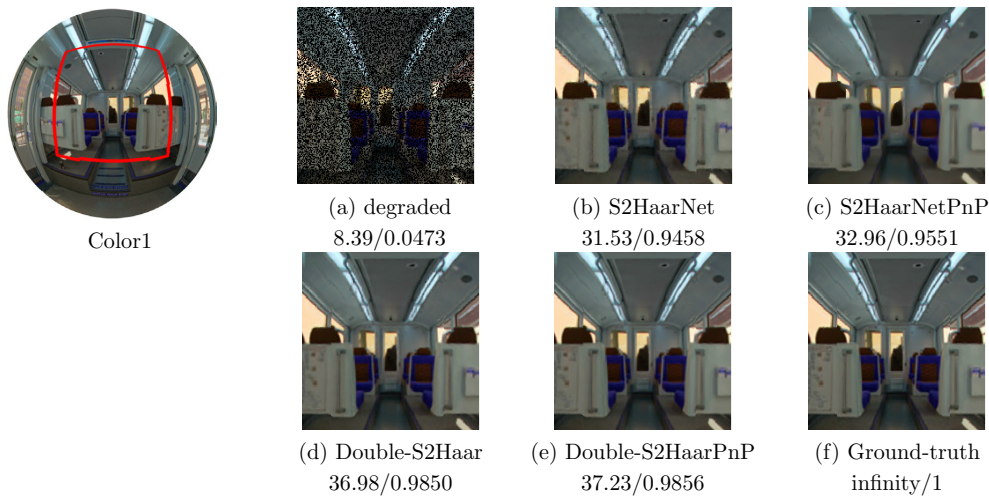 Color1
(a) degraded
8.39/0.0473
(b) S2HaarNet
31.53/0.9458
(c) S2HaarNetPnP
32.96/0.9551
(d) Double-S2Haar
36.98/0.9850
(e) Double-S2HaarPnP
37.23/0.9856
(f) Ground-truth
infinity/1